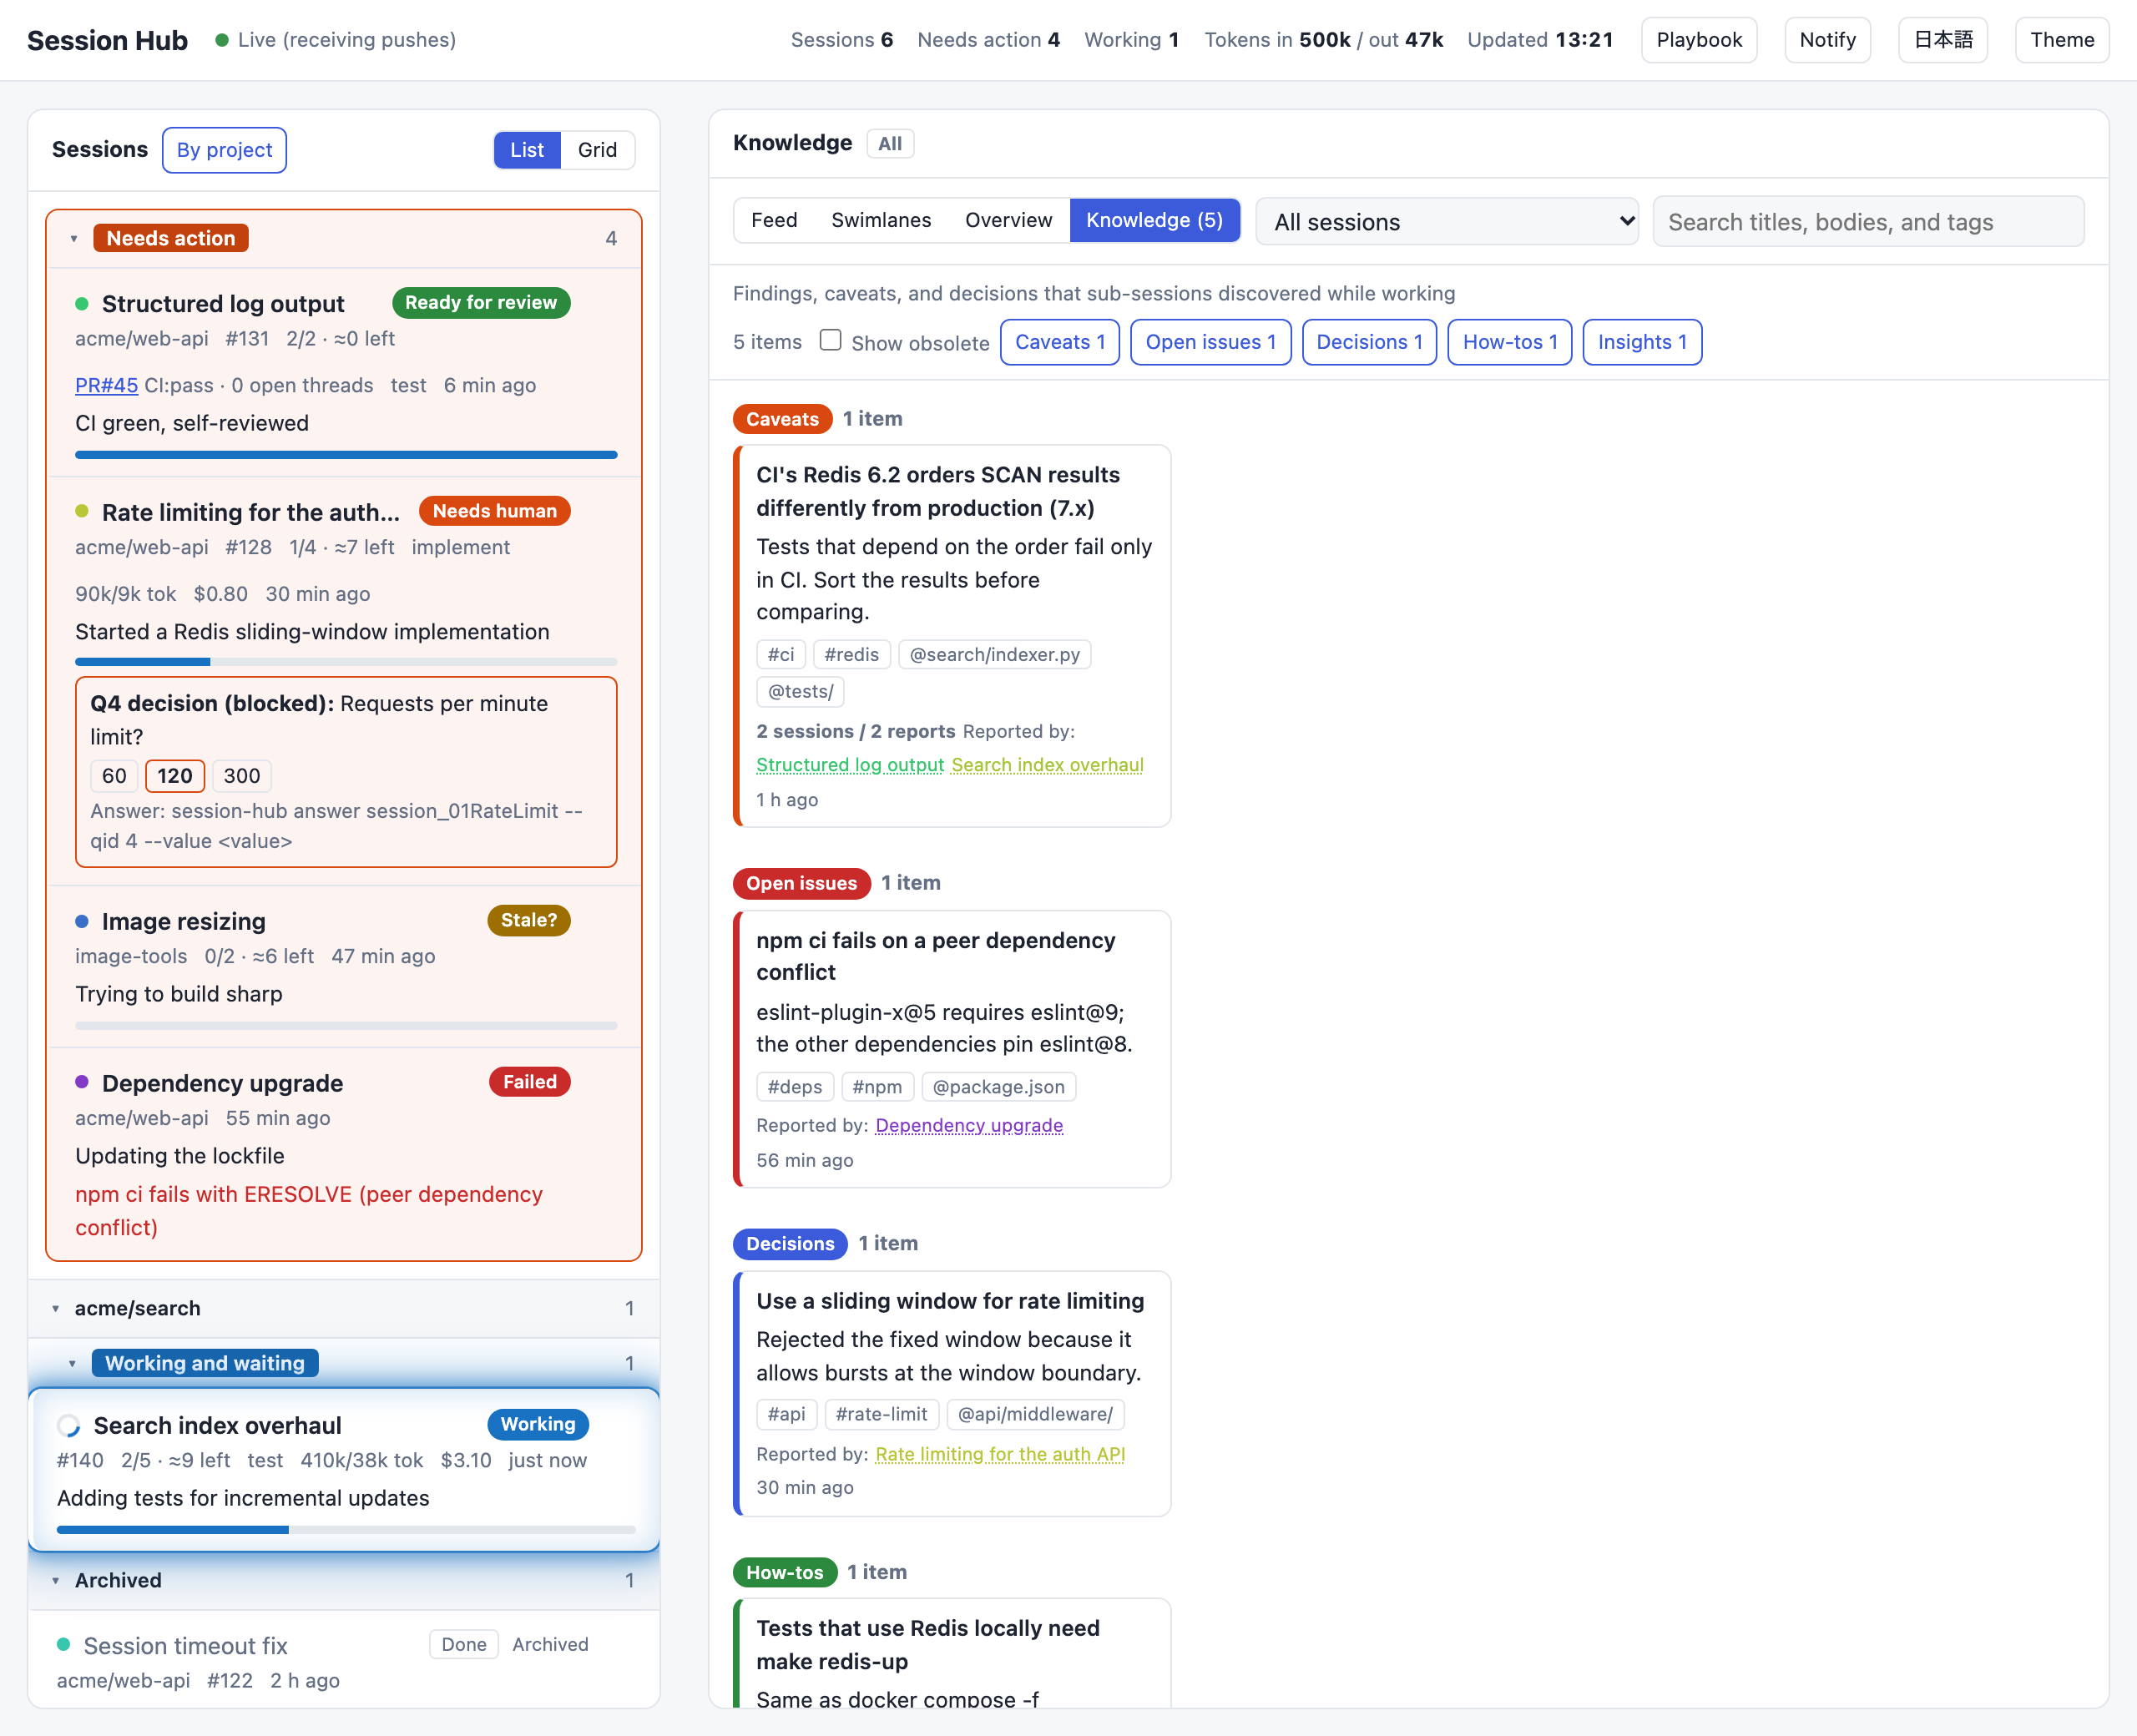 Session Hub
Live (receiving pushes)
Sessions 6 Needs action 4 Working 1 Tokens in 500k / out 47k Updated 13:21
Playbook
Notify
日本語
Theme
Sessions
By project
List
Grid
Needs action
4
Structured log output
Ready for review
acme/web-api #131 2/2 · ≈0 left
PR#45 CI:pass · 0 open threads test 6 min ago
CI green, self-reviewed
Rate limiting for the auth...
Needs human
acme/web-api #128 1/4 · ≈7 left implement
90k/9k tok $0.80 30 min ago
Started a Redis sliding-window implementation
Q4 decision (blocked): Requests per minute
limit?
60 120 300
Answer: session-hub answer session_01RateLimit --
qid 4 --value <value>
Image resizing
Stale?
image-tools 0/2 · ≈6 left 47 min ago
Trying to build sharp
Dependency upgrade
Failed
acme/web-api 55 min ago
Updating the lockfile
npm ci fails with ERESOLVE (peer dependency
conflict)
acme/search
1
Working and waiting
1
Search index overhaul
Working
#140 2/5 · ≈9 left test 410k/38k tok $3.10 just now
Adding tests for incremental updates
Archived
1
Session timeout fix
Done
Archived
acme/web-api #122 2 h ago
Knowledge
All
Feed
Swimlanes
Overview
Knowledge (5)
All sessions
Search titles, bodies, and tags
Findings, caveats, and decisions that sub-sessions discovered while working
5 items
Show obsolete
Caveats 1
Open issues 1
Decisions 1
How-tos 1
Insights 1
Caveats 1 item
CI's Redis 6.2 orders SCAN results
differently from production (7.x)
Tests that depend on the order fail only
in CI. Sort the results before
comparing.
#ci #redis @search/indexer.py
@tests/
2 sessions / 2 reports Reported by:
Structured log output Search index overhaul
1 h ago
Open issues 1 item
npm ci fails on a peer dependency
conflict
eslint-plugin-x@5 requires eslint@9;
the other dependencies pin eslint@8.
#deps #npm @package.json
Reported by: Dependency upgrade
56 min ago
Decisions 1 item
Use a sliding window for rate limiting
Rejected the fixed window because it
allows bursts at the window boundary.
#api #rate-limit @api/middleware/
Reported by: Rate limiting for the auth API
30 min ago
How-tos 1 item
Tests that use Redis locally need
make redis-up
Same as docker compose -f